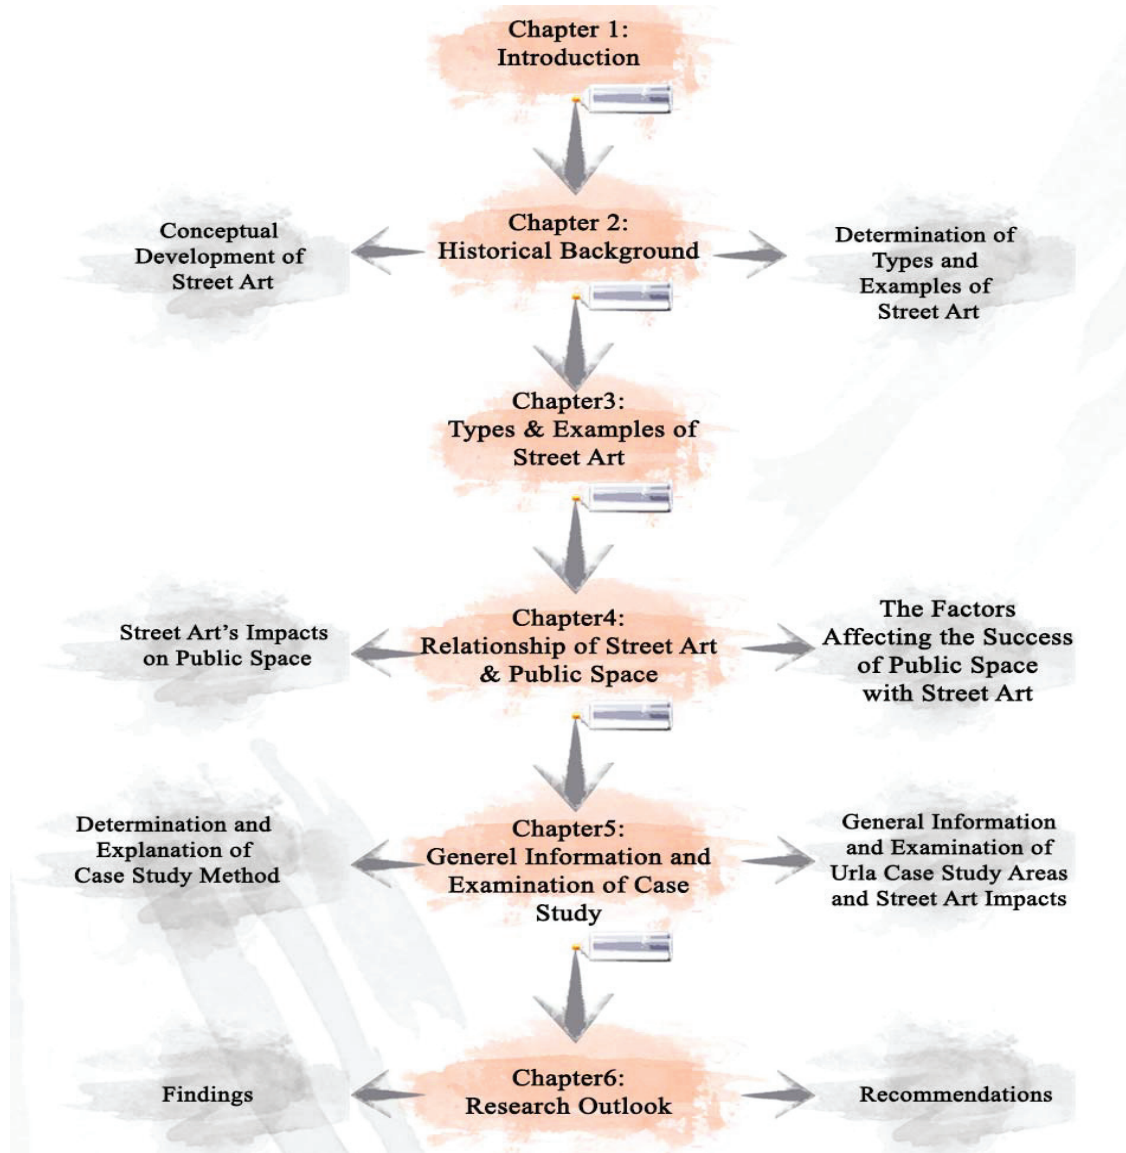 Chapter 1:
Introduction
Chapter 2:
Historical Background
Conceptual
Development of
Street Art
Determination of
Types and
Examples of
Street Art
Chapter3:
Types & Examples of
Street Art
Chapter4:
Relationship of Street Art
& Public Space
Street Art’s Impacts
on Public Space
The Factors
Affecting the Success
of Public Space
with Street Art
Chapter5:
Generel Information and
Examination of Case
Study
Determination and
Explanation of
Case Study Method
General Information
and Examination of
Urla Case Study Areas
and Street Art Impacts
Chapter6:
Research Outlook
Findings
Recommendations